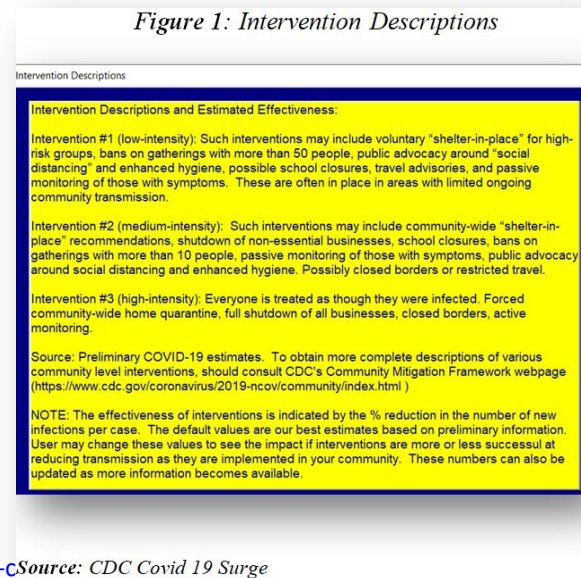 Figure 1: Intervention Descriptions
Intervention Descriptions
Intervention Descriptions and Estimated Effectiveness:
Intervention #1 (low-intensity): Such interventions may include voluntary “shelter-in-place” for high-
risk groups, bans on gatherings with more than 50 people, public advocacy around “social
distancing” and enhanced hygiene, possible school closures, travel advisories, and passive
monitoring of those with symptoms. These are often in place in areas with limited ongoing
community transmission.
Intervention #2 (medium-intensity): Such interventions may include community-wide “shelter-in-
place” recommendations, shutdown of non-essential businesses, school closures, bans on
gatherings with more than 10 people, passive monitoring of those with symptoms, public advocacy
around social distancing and enhanced hygiene. Possibly closed borders or restricted travel.
Intervention #3 (high-intensity): Everyone is treated as though they were infected. Forced
community-wide home quarantine, full shutdown of all businesses, closed borders, active
monitoring.
Source: Preliminary COVID-19 estimates. To obtain more complete descriptions of various
community level interventions, should consult CDC's Community Mitigation Framework webpage
(https://www.cdc.gov/coronavirus/2019-ncov/community/index.html )
NOTE: The effectiveness of interventions is indicated by the % reduction in the number of new
infections per case. The default values are our best estimates based on preliminary information.
User may change these values to see the impact if interventions are more or less successul at
reducing transmission as they are implemented in your community. These numbers can also be
updated as more information becomes available.
Source: CDC Covid 19 Surge